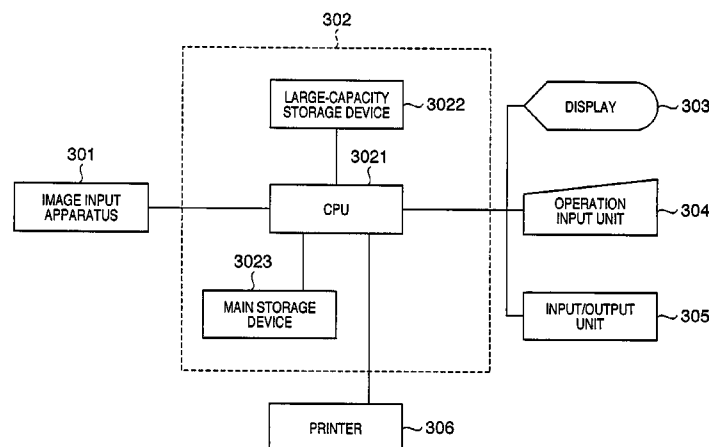 302
LARGE-CAPACITY
STORAGE DEVICE
3022
DISPLAY
303
301
3021
IMAGE INPUT
APPARATUS
CPU
OPERATION
INPUT UNIT
304
3023
MAIN STORAGE
DEVICE
INPUT/OUTPUT
UNIT
305
PRINTER
306